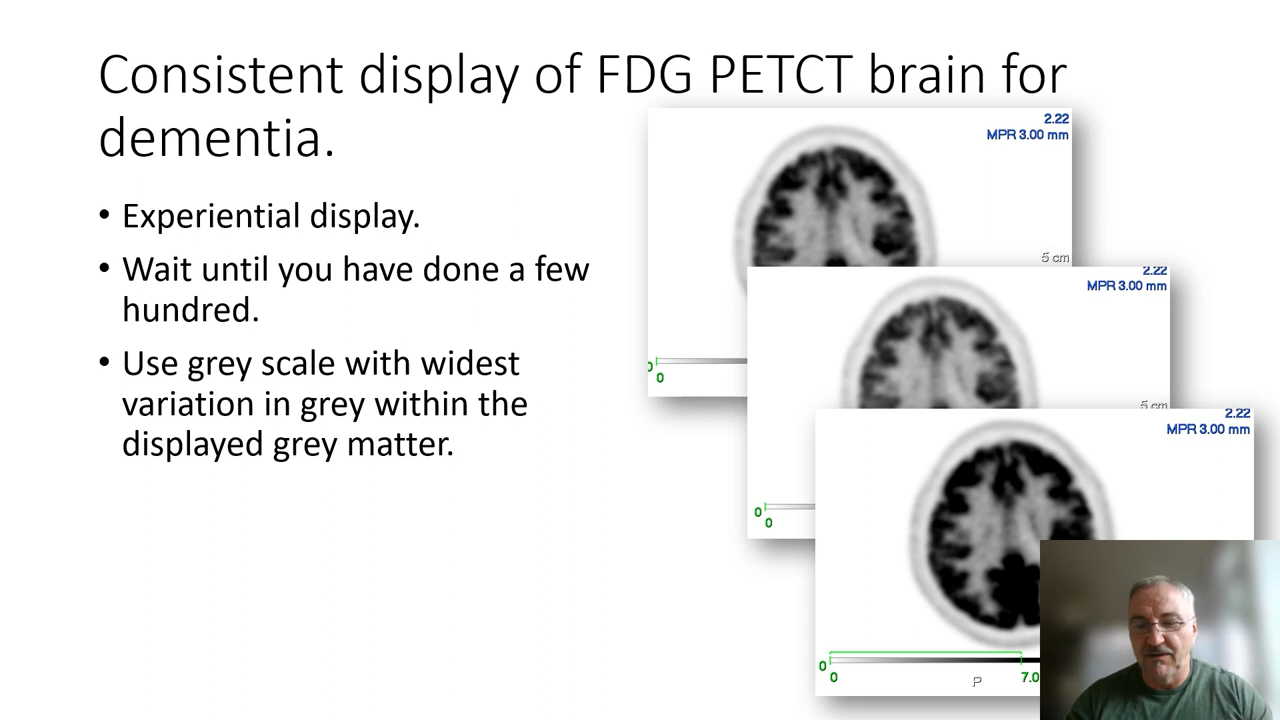 Consistent display of FDG PETCT brain for
dementia.
• Experiential display.
• Wait until you have done a few
hundred.
• Use grey scale with widest
variation in grey within the
displayed grey matter.
2.22
MPR 3.00 mm
5 cm
0
0
2.22
MPR 3.00 mm
5 cm
0
0
2.22
MPR 3.00 mm
0
0
P
7.0